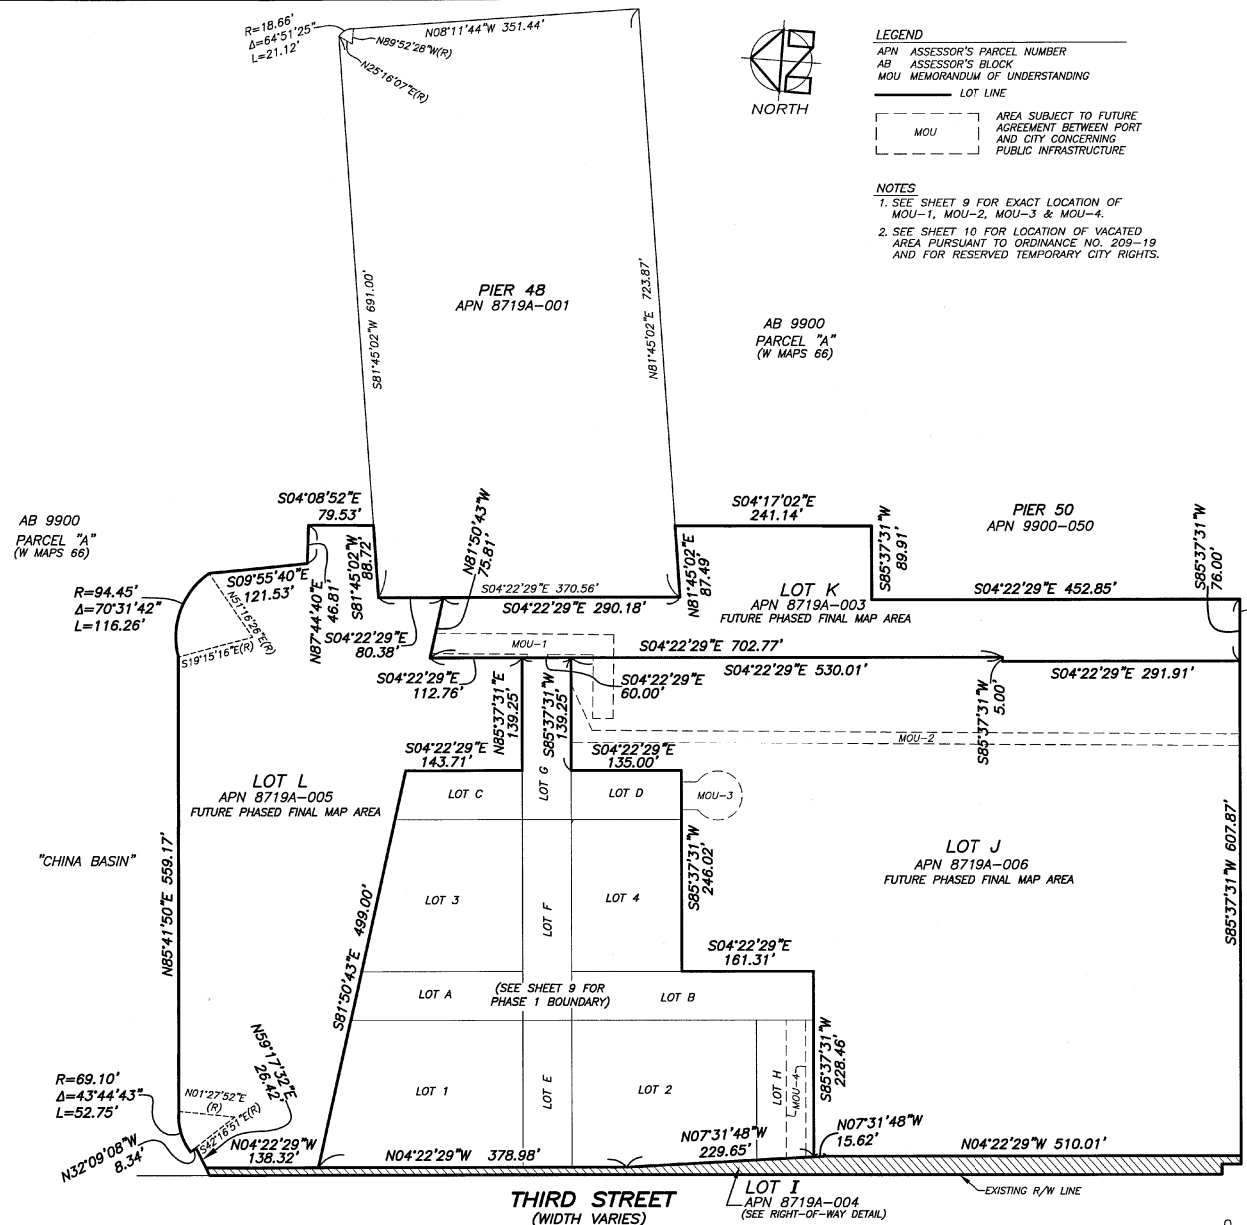 R=18.66'
Δ=64°51'25"
L=21.12'
N08°11'44"W 351.44'
N89°52'28"W(R)
N25°16'07"E(R)
NORTH
LEGEND
APN ASSESSOR'S PARCEL NUMBER
AB ASSESSOR'S BLOCK
MOU MEMORANDUM OF UNDERSTANDING
LOT LINE
MOU
AREA SUBJECT TO FUTURE
AGREEMENT BETWEEN PORT
AND CITY CONCERNING
PUBLIC INFRASTRUCTURE
NOTES
1. SEE SHEET 9 FOR EXACT LOCATION OF
MOU-1, MOU-2, MOU-3 & MOU-4.
2. SEE SHEET 10 FOR LOCATION OF VACATED
AREA PURSUANT TO ORDINANCE NO. 209-19
AND FOR RESERVED TEMPORARY CITY RIGHTS.
S81°45'02"W 691.00'
PIER 48
APN 8719A-001
N81°45'02"E 723.87'
AB 9900
PARCEL "A"
(W MAPS 66)
AB 9900
PARCEL "A"
(W MAPS 66)
S04°08'52"E
79.53'
N81°50'43"W
75.81'
S04°17'02"E
241.14'
S85°37'31"W
89.91'
PIER 50
APN 9900-050
S85°37'31"W
76.00'
R=94.45'
Δ=70°31'42"
L=116.26'
S09°55'40"E
121.53'
N51°16'26"E(R)
S19°15'16"E(R)
N87°44'40"E
46.81'
S81°45'02"W
88.72'
S04°22'29"E 370.56'
S04°22'29"E 290.18'
S04°22'29"E
80.38'
N81°45'02"E
87.49'
LOT K
APN 8719A-003
FUTURE PHASED FINAL MAP AREA
S04°22'29"E 452.85'
MOU-1
S04°22'29"E 702.77'
S04°22'29"E
112.76'
S04°22'29"E
60.00'
S04°22'29"E 530.01'
S85°37'31"W
5.00'
S04°22'29"E 291.91'
N85°37'31"E
139.25'
S85°37'31"W
139.25'
MOU-2
S04°22'29"E
143.71'
S04°22'29"E
135.00'
LOT L
APN 8719A-005
FUTURE PHASED FINAL MAP AREA
LOT C
LOT G
LOT D
MOU-3
"CHINA BASIN"
N85°41'50"E 559.17'
S81°50'43"E 499.00'
LOT 3
LOT F
LOT 4
S85°37'31"W
246.02'
LOT J
APN 8719A-006
FUTURE PHASED FINAL MAP AREA
S85°37'31"W 607.87'
S04°22'29"E
161.31'
LOT A
(SEE SHEET 9 FOR
PHASE 1 BOUNDARY)
LOT B
R=69.10'
Δ=43°44'43"
L=52.75'
N01°27'52"E
(R)
S42°16'51"E(R)
N59°17'32"E
26.42'
N32°09'08"W
8.34'
LOT 1
LOT E
LOT 2
LOT H
MOU-4
S85°37'31"W
228.46'
N04°22'29"W
138.32'
N04°22'29"W 378.98'
N07°31'48"W
229.65'
N07°31'48"W
15.62'
N04°22'29"W 510.01'
THIRD STREET
(WIDTH VARIES)
LOT I
APN 8719A-004
(SEE RIGHT-OF-WAY DETAIL)
EXISTING R/W LINE